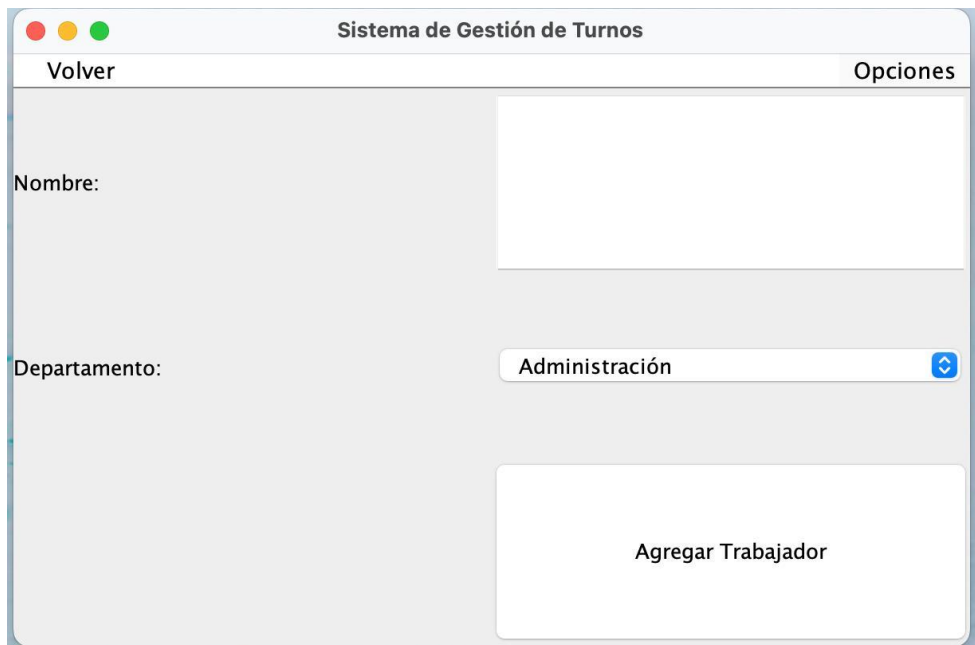 Sistema de Gestión de Turnos
Volver Opciones
Nombre:
Departamento: Administración
Agregar Trabajador